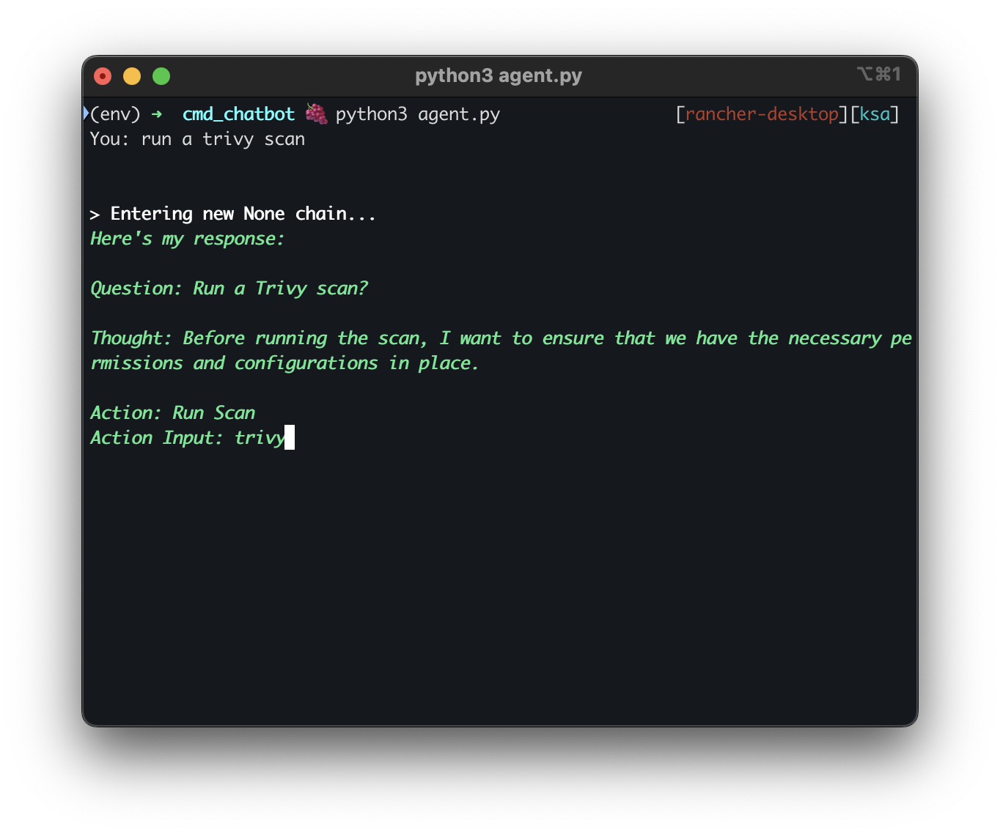 python3 agent.py ⌥⌘1
(env) ➜ cmd_chatbot 🍇 python3 agent.py [rancher-desktop][ksa]
You: run a trivy scan
> Entering new None chain...
Here's my response:
Question: Run a Trivy scan?
Thought: Before running the scan, I want to ensure that we have the necessary pe
rmissions and configurations in place.
Action: Run Scan
Action Input: trivy